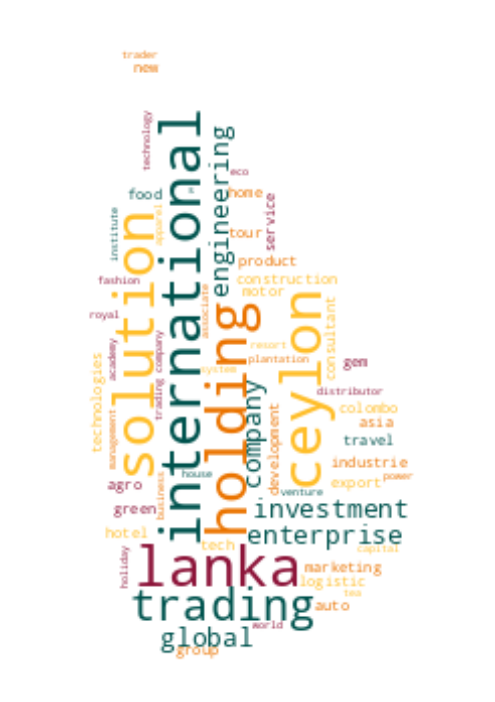 trader
new
technology
international
engineering
eco
food
s
home
service
institute
apparel
solution
tour
product
fashion
construction
motor
associate
ceylon
consultant
royal
holding
academy
trading company
resort
plantation
technologies
system
gem
company
distributor
management
development
colombo
asia
travel
house
industrie
power
agro
business
export
venture
green
investment
hotel
enterprise
tech
capital
holiday
lanka
marketing
logistic
tea
trading
auto
world
global
group